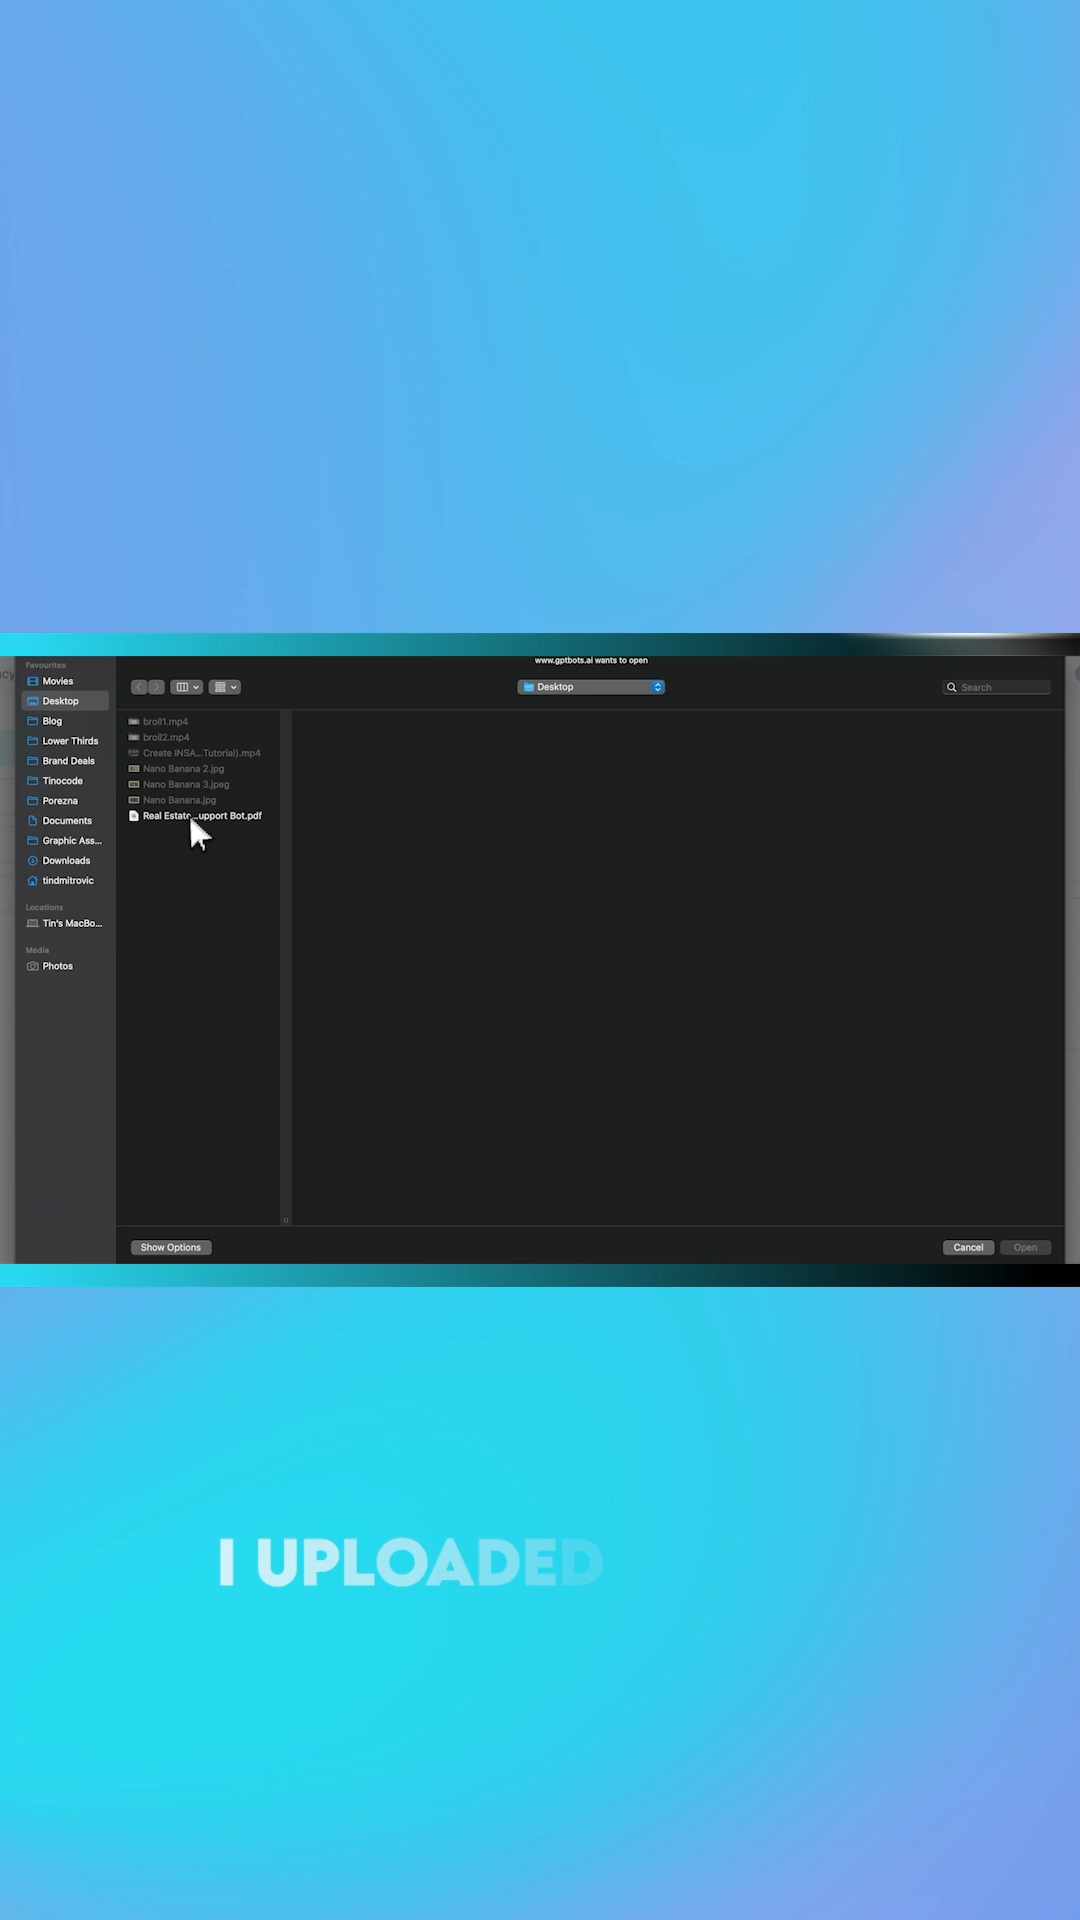 www.gptbots.ai wants to open
Favourites
Movies
Desktop
Blog
Lower Thirds
Brand Deals
Tinocode
Porezna
Documents
Graphic Ass...
Downloads
tindmitrovic
Locations
Tin's MacBo...
Media
Photos
Desktop
Search
broll1.mp4
broll2.mp4
Create INSA...Tutorial).mp4
Nano Banana 2.jpg
Nano Banana 3.jpeg
Nano Banana.jpg
Real Estate...upport Bot.pdf
Show Options
Cancel
Open
I UPLOADED